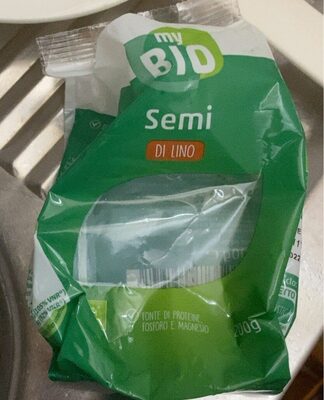 my
BIO
Semi
DI LINO
FONTE DI PROTEINE,
FOSFORO E MAGNESIO
200g